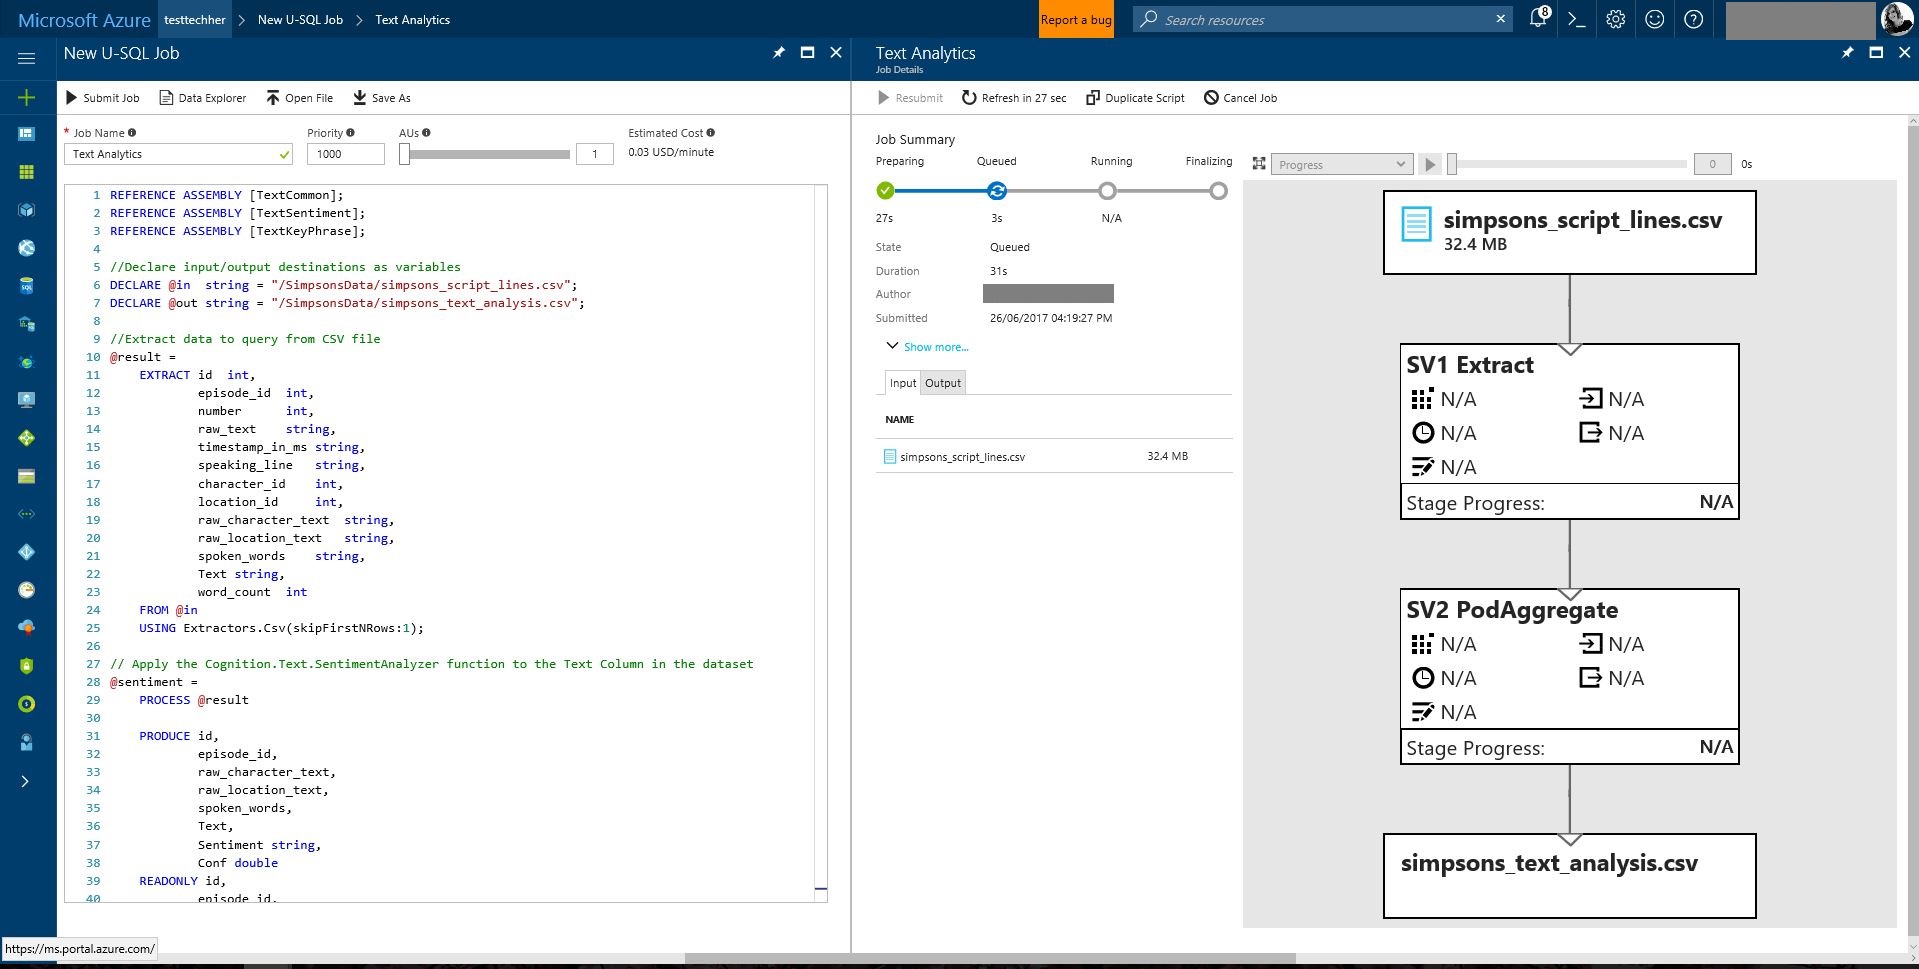 Microsoft Azure testtechher > New U-SQL Job > Text Analytics
Report a bug
Search resources
8
New U-SQL Job
Submit Job Data Explorer Open File Save As
* Job Name Priority AUs Estimated Cost
Text Analytics 1000 1 0.03 USD/minute
1 REFERENCE ASSEMBLY [TextCommon];
2 REFERENCE ASSEMBLY [TextSentiment];
3 REFERENCE ASSEMBLY [TextKeyPhrase];
4
5 //Declare input/output destinations as variables
6 DECLARE @in  string = "/SimpsonsData/simpsons_script_lines.csv";
7 DECLARE @out string = "/SimpsonsData/simpsons_text_analysis.csv";
8
9 //Extract data to query from CSV file
10 @result =
11     EXTRACT id  int,
12             episode_id  int,
13             number      int,
14             raw_text    string,
15             timestamp_in_ms string,
16             speaking_line   string,
17             character_id    int,
18             location_id     int,
19             raw_character_text  string,
20             raw_location_text   string,
21             spoken_words    string,
22             Text string,
23             word_count  int
24     FROM @in
25     USING Extractors.Csv(skipFirstNRows:1);
26
27 // Apply the Cognition.Text.SentimentAnalyzer function to the Text Column in the dataset
28 @sentiment =
29     PROCESS @result
30
31     PRODUCE id,
32             episode_id,
33             raw_character_text,
34             raw_location_text,
35             spoken_words,
36             Text,
37             Sentiment string,
38             Conf double
39     READONLY id,
40             episode_id,
https://ms.portal.azure.com/
Text Analytics
Job Details
Resubmit Refresh in 27 sec Duplicate Script Cancel Job
Job Summary
Preparing Queued Running Finalizing
27s 3s N/A
State Queued
Duration 31s
Author
Submitted 26/06/2017 04:19:27 PM
Show more...
Input Output
NAME
simpsons_script_lines.csv 32.4 MB
Progress 0 0s
simpsons_script_lines.csv
32.4 MB
SV1 Extract
N/A N/A
N/A N/A
N/A
Stage Progress: N/A
SV2 PodAggregate
N/A N/A
N/A N/A
N/A
Stage Progress: N/A
simpsons_text_analysis.csv